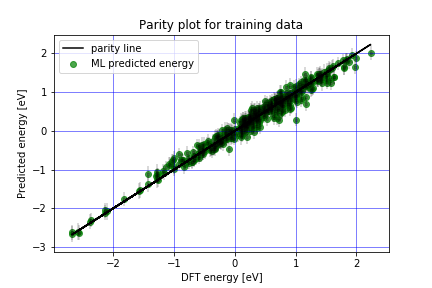 Parity plot for training data
parity line
ML predicted energy
Predicted energy [eV]
2
1
0
−1
−2
−3
−2
−1
0
1
2
DFT energy [eV]